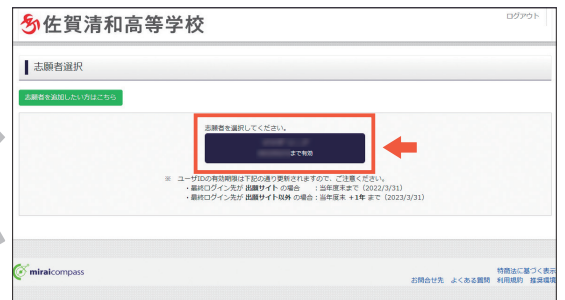 佐賀清和高等学校
ログアウト
志願者選択
志願者を追加したい方はこちら
志願者を選択してください。
まで有効
※ ユーザIDの有効期限は下記の通り更新されますので、ご注意ください。
・最終ログイン先が 出願サイト の場合 : 当年度末まで（2022/3/31）
・最終ログイン先が 出願サイト以外 の場合 : 当年度末 +1年 まで（2023/3/31）
miraicompass
特商法に基づく表示
お問合せ先 よくある質問 利用規約 推奨環境